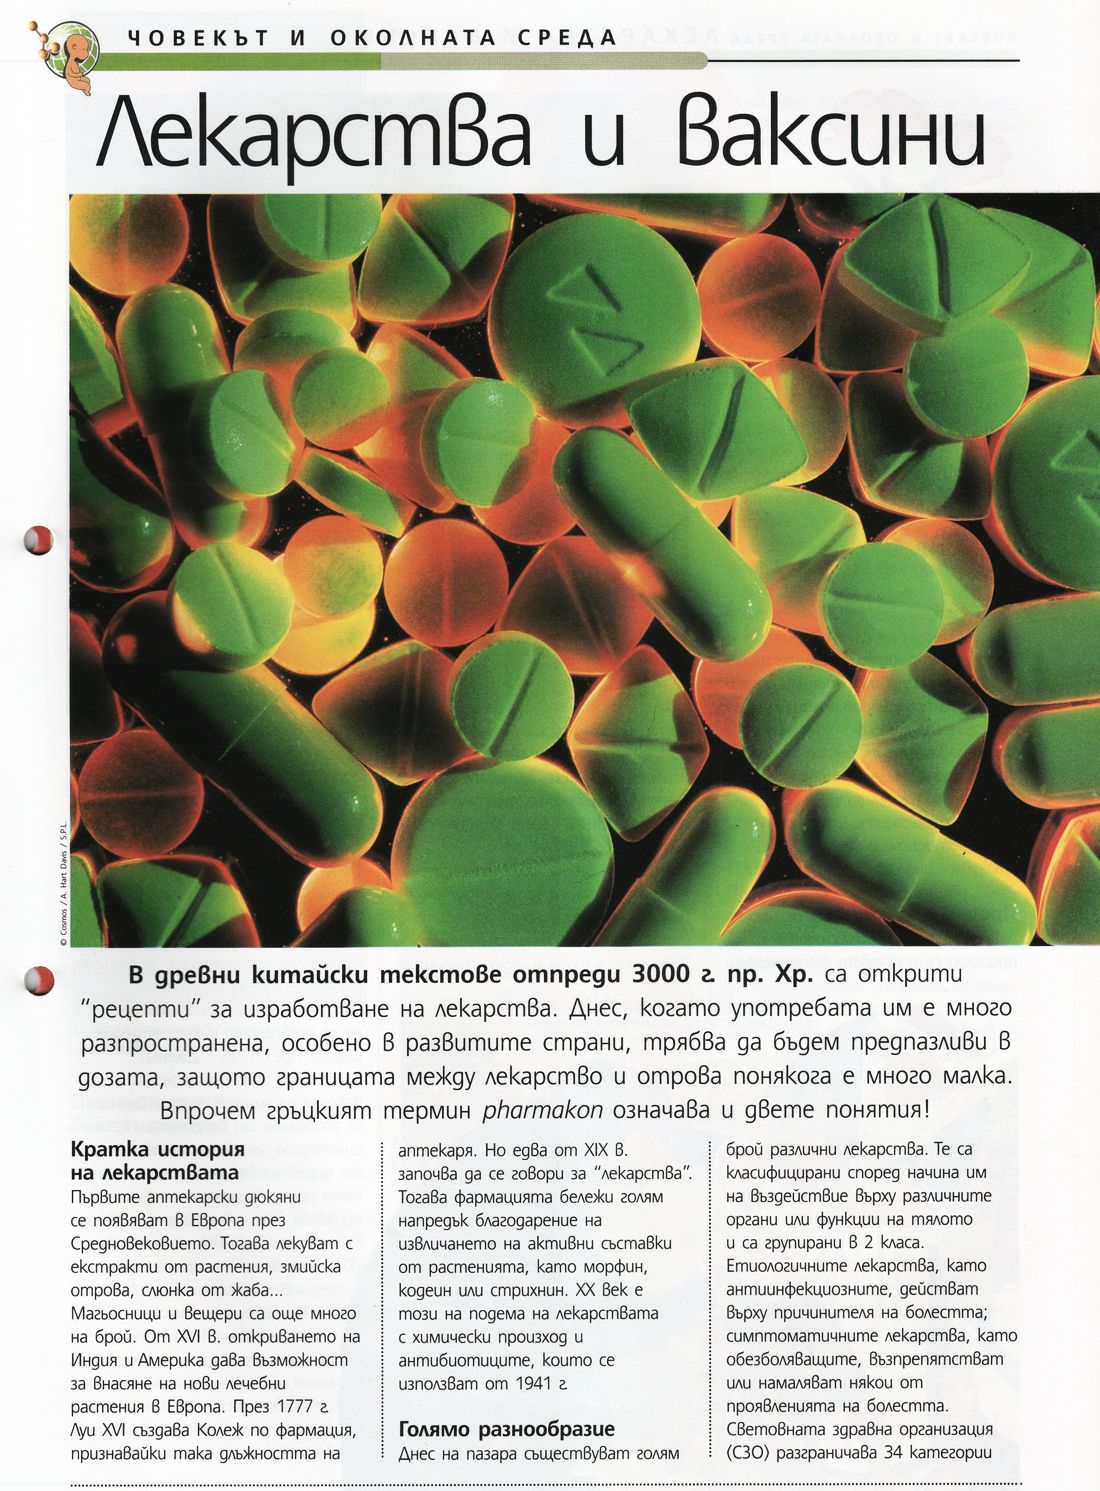 ЧОВЕКЪТ И ОКОЛНАТА СРЕДА
Лекарства и ваксини
© Cosmos / A. Hart Davis / S.P.L.
В древни китайски текстове отпреди 3000 г. пр. Хр. са открити
“рецепти” за изработване на лекарства. Днес, когато употребата им е много
разпространена, особено в развитите страни, трябва да бъдем предпазливи в
дозата, защото границата между лекарство и отрова понякога е много малка.
Впрочем гръцкият термин pharmakon означава и двете понятия!
Кратка история
на лекарствата
Първите аптекарски дюкяни
се появяват в Европа през
Средновековието. Тогава лекуват с
екстракти от растения, змийска
отрова, слюнка от жаба...
Магьосници и вещери са още много
на брой. От XVI в. откриването на
Индия и Америка дава възможност
за внасяне на нови лечебни
растения в Европа. През 1777 г.
Луи XVI създава Колеж по фармация,
признавайки така длъжността на
аптекаря. Но едва от XIX в.
започва да се говори за “лекарства”.
Тогава фармацията бележи голям
напредък благодарение на
извличането на активни съставки
от растенията, като морфин,
кодеин или стрихнин. XX век е
този на подема на лекарствата
с химически произход и
антибиотиците, които се
използват от 1941 г.
Голямо разнообразие
Днес на пазара съществуват голям
брой различни лекарства. Те са
класифицирани според начина им
на въздействие върху различните
органи или функции на тялото
и са групирани в 2 класа.
Етиологичните лекарства, като
антиинфекциозните, действат
върху причинителя на болестта;
симптоматичните лекарства, като
обезболяващите, възпрепятстват
или намаляват някои от
проявленията на болестта.
Световната здравна организация
(СЗО) разграничава 34 категории